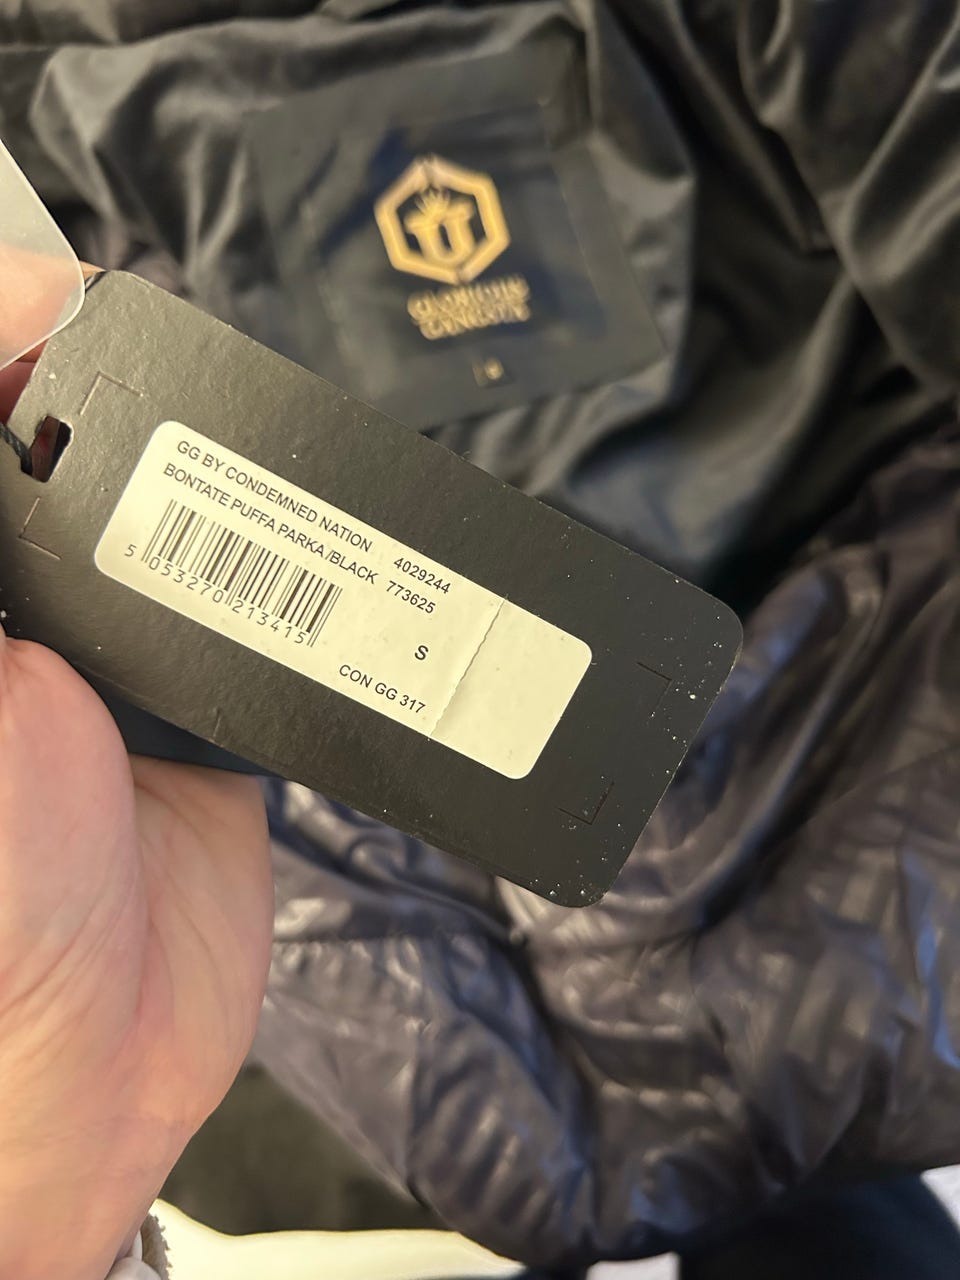 GG BY CONDEMNED NATION 4029244
BONTATE PUFFA PARKA/BLACK 773625
5 053270 213415
S
CON GG 317